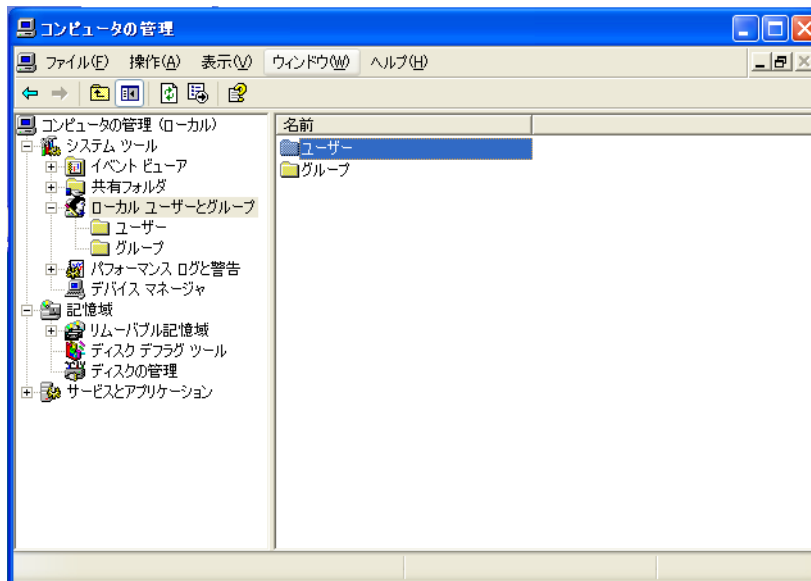 コンピュータの管理
ファイル(F) 操作(A) 表示(V) ウィンドウ(W) ヘルプ(H)
コンピュータの管理 (ローカル)
システム ツール
イベント ビューア
共有フォルダ
ローカル ユーザーとグループ
ユーザー
グループ
パフォーマンス ログと警告
デバイス マネージャ
記憶域
リムーバブル記憶域
ディスク デフラグ ツール
ディスクの管理
サービスとアプリケーション
名前
ユーザー
グループ